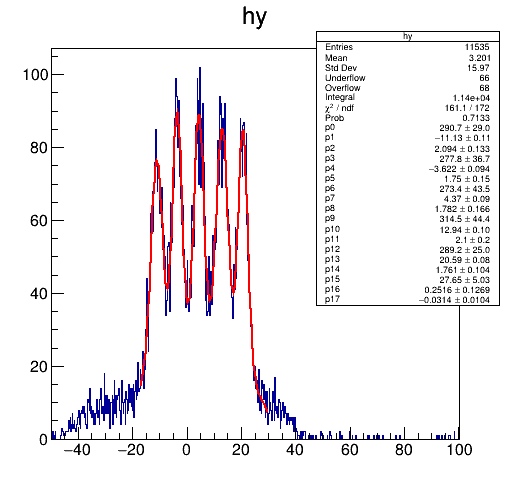 hy
hy
Entries 11535
Mean 3.201
Std Dev 15.97
Underflow 66
Overflow 68
Integral 1.14e+04
χ² / ndf 161.1 / 172
Prob 0.7133
p0 290.7 ± 29.0
p1 −11.13 ± 0.11
p2 2.094 ± 0.133
p3 277.8 ± 36.7
p4 −3.622 ± 0.094
p5 1.75 ± 0.15
p6 273.4 ± 43.5
p7 4.37 ± 0.09
p8 1.782 ± 0.166
p9 314.5 ± 44.4
p10 12.94 ± 0.10
p11 2.1 ± 0.2
p12 289.2 ± 25.0
p13 20.59 ± 0.08
p14 1.761 ± 0.104
p15 27.65 ± 5.03
p16 0.2516 ± 0.1269
p17 −0.0314 ± 0.0104
100
80
60
40
20
0
−40 −20 0 20 40 60 80 100